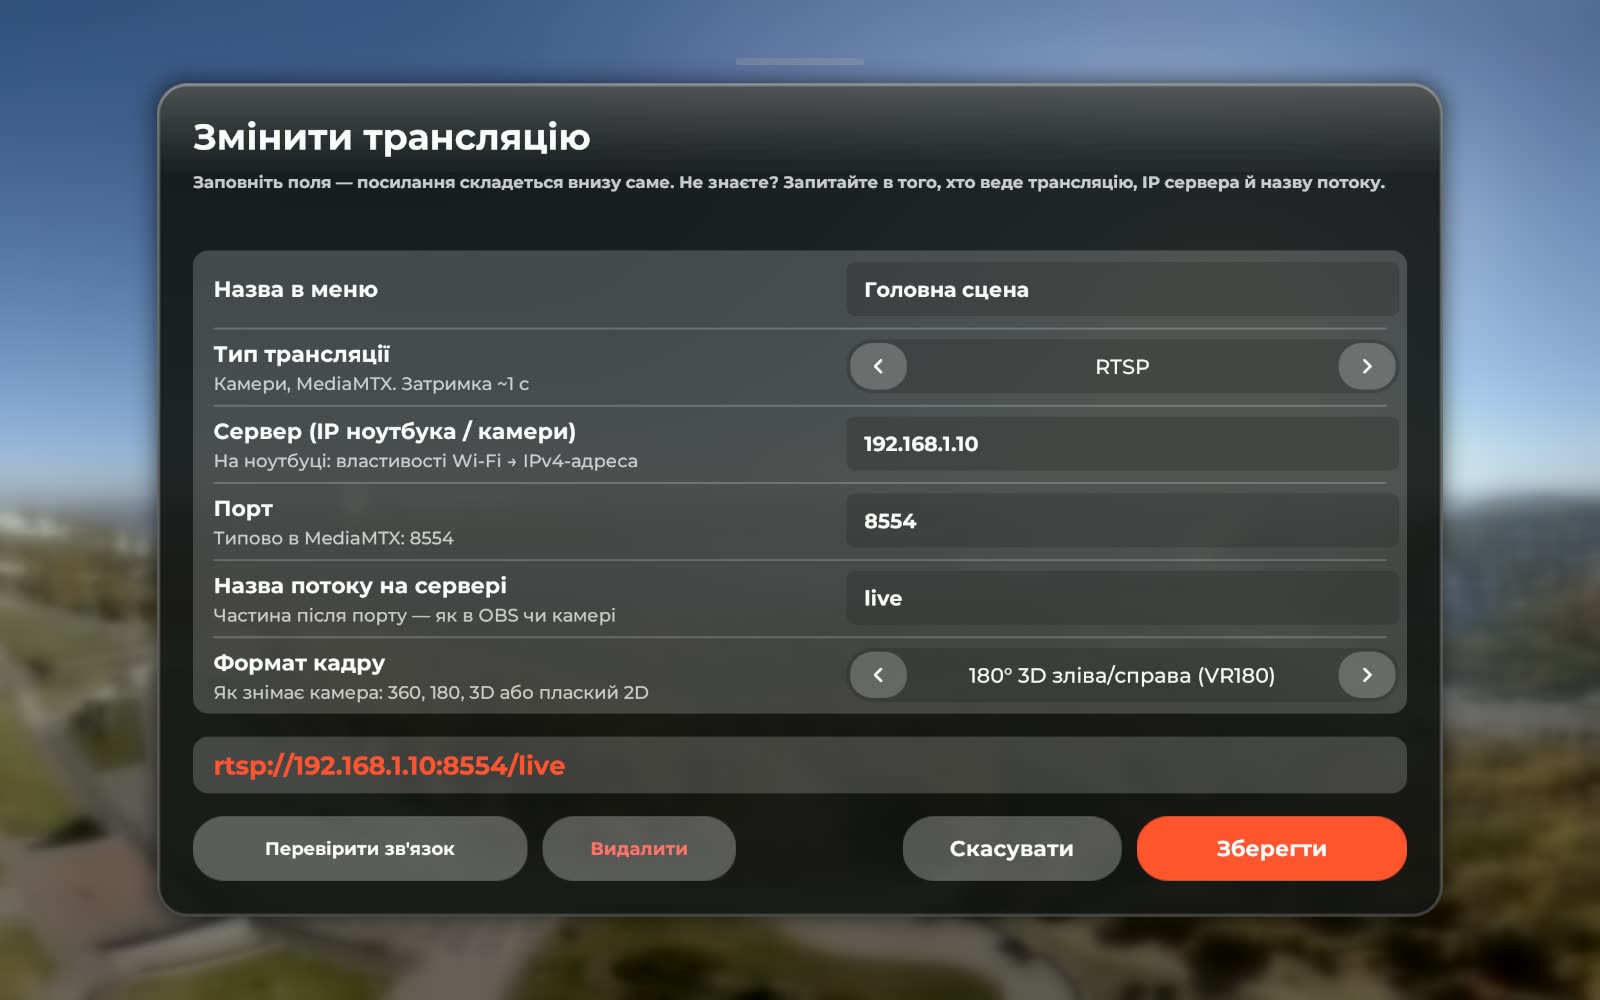 Змінити трансляцію
Заповніть поля — посилання складеться внизу саме. Не знаєте? Запитайте в того, хто веде трансляцію, IP сервера й назву потоку.
Назва в меню
Головна сцена
Тип трансляції
Камери, MediaMTX. Затримка ~1 с
RTSP
Сервер (IP ноутбука / камери)
На ноутбуці: властивості Wi-Fi → IPv4-адреса
192.168.1.10
Порт
Типово в MediaMTX: 8554
8554
Назва потоку на сервері
Частина після порту — як в OBS чи камері
live
Формат кадру
Як знімає камера: 360, 180, 3D або плаский 2D
180° 3D зліва/справа (VR180)
rtsp://192.168.1.10:8554/live
Перевірити зв'язок
Видалити
Скасувати
Зберегти